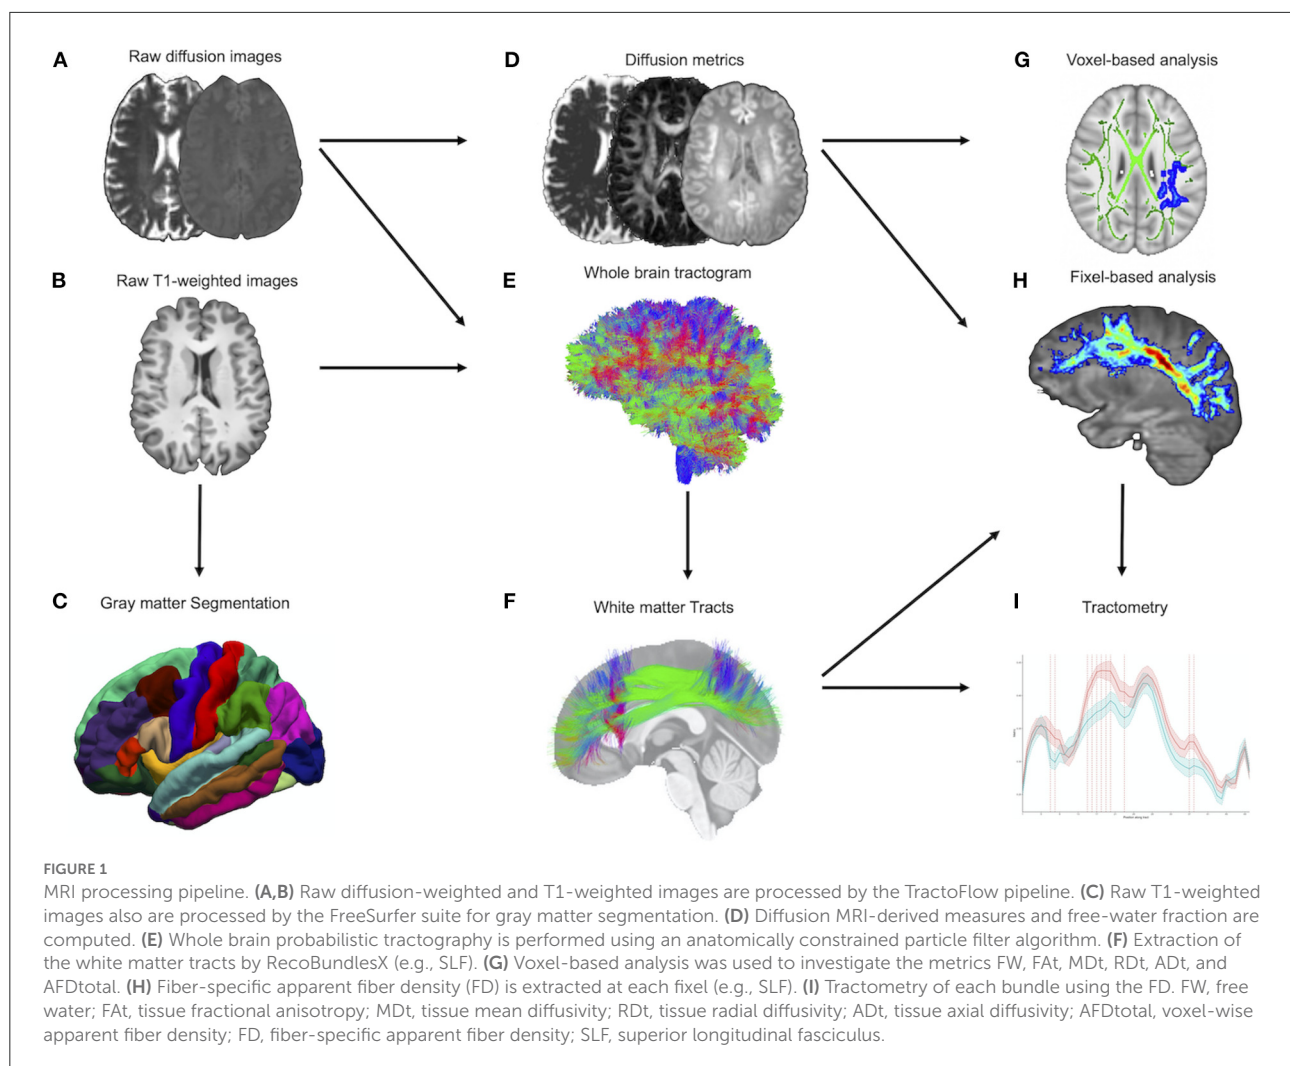 A Raw diffusion images
D Diffusion metrics
G Voxel-based analysis
B Raw T1-weighted images
E Whole brain tractogram
H Fixel-based analysis
C Gray matter Segmentation
F White matter Tracts
I Tractometry
FIGURE 1
MRI processing pipeline. (A,B) Raw diffusion-weighted and T1-weighted images are processed by the TractoFlow pipeline. (C) Raw T1-weighted
images also are processed by the FreeSurfer suite for gray matter segmentation. (D) Diffusion MRI-derived measures and free-water fraction are
computed. (E) Whole brain probabilistic tractography is performed using an anatomically constrained particle filter algorithm. (F) Extraction of
the white matter tracts by RecoBundlesX (e.g., SLF). (G) Voxel-based analysis was used to investigate the metrics FW, FAt, MDt, RDt, ADt, and
AFDtotal. (H) Fiber-specific apparent fiber density (FD) is extracted at each fixel (e.g., SLF). (I) Tractometry of each bundle using the FD. FW, free
water; FAt, tissue fractional anisotropy; MDt, tissue mean diffusivity; RDt, tissue radial diffusivity; ADt, tissue axial diffusivity; AFDtotal, voxel-wise
apparent fiber density; FD, fiber-specific apparent fiber density; SLF, superior longitudinal fasciculus.